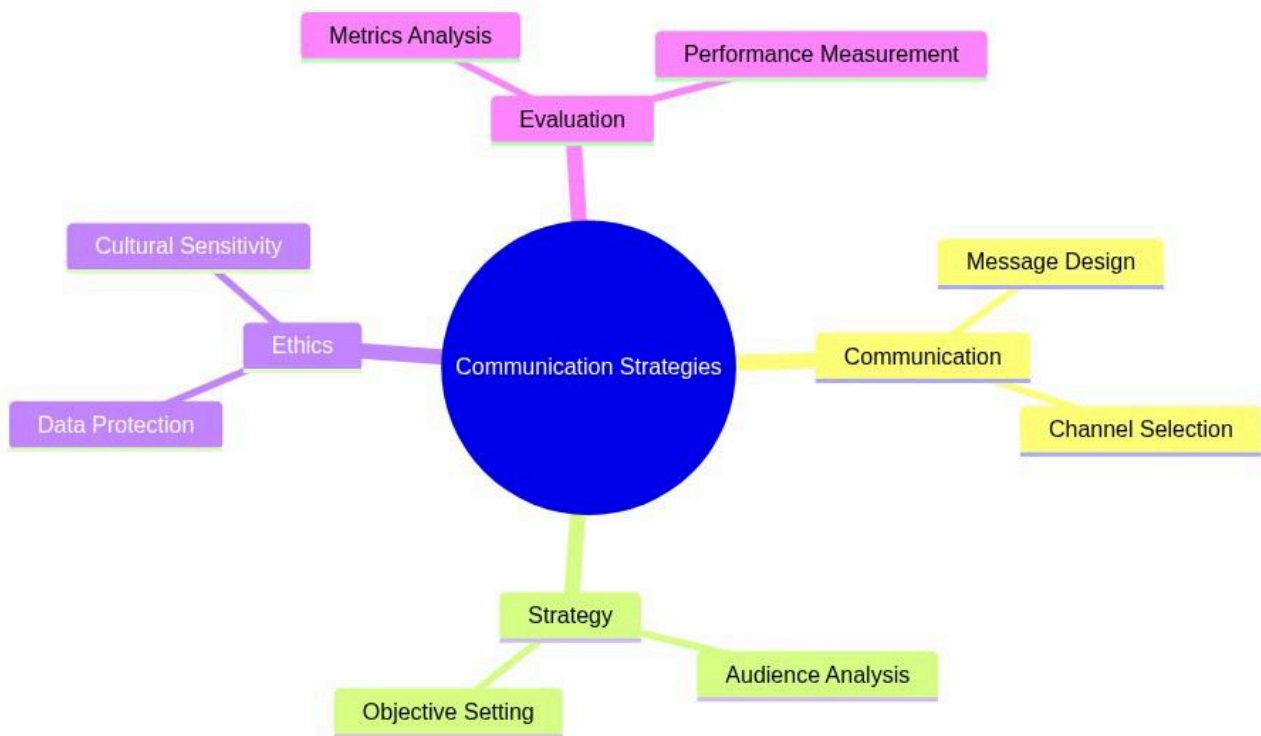 Metrics Analysis
Performance Measurement
Evaluation
Cultural Sensitivity
Message Design
Ethics
Communication
Communication Strategies
Data Protection
Channel Selection
Strategy
Audience Analysis
Objective Setting